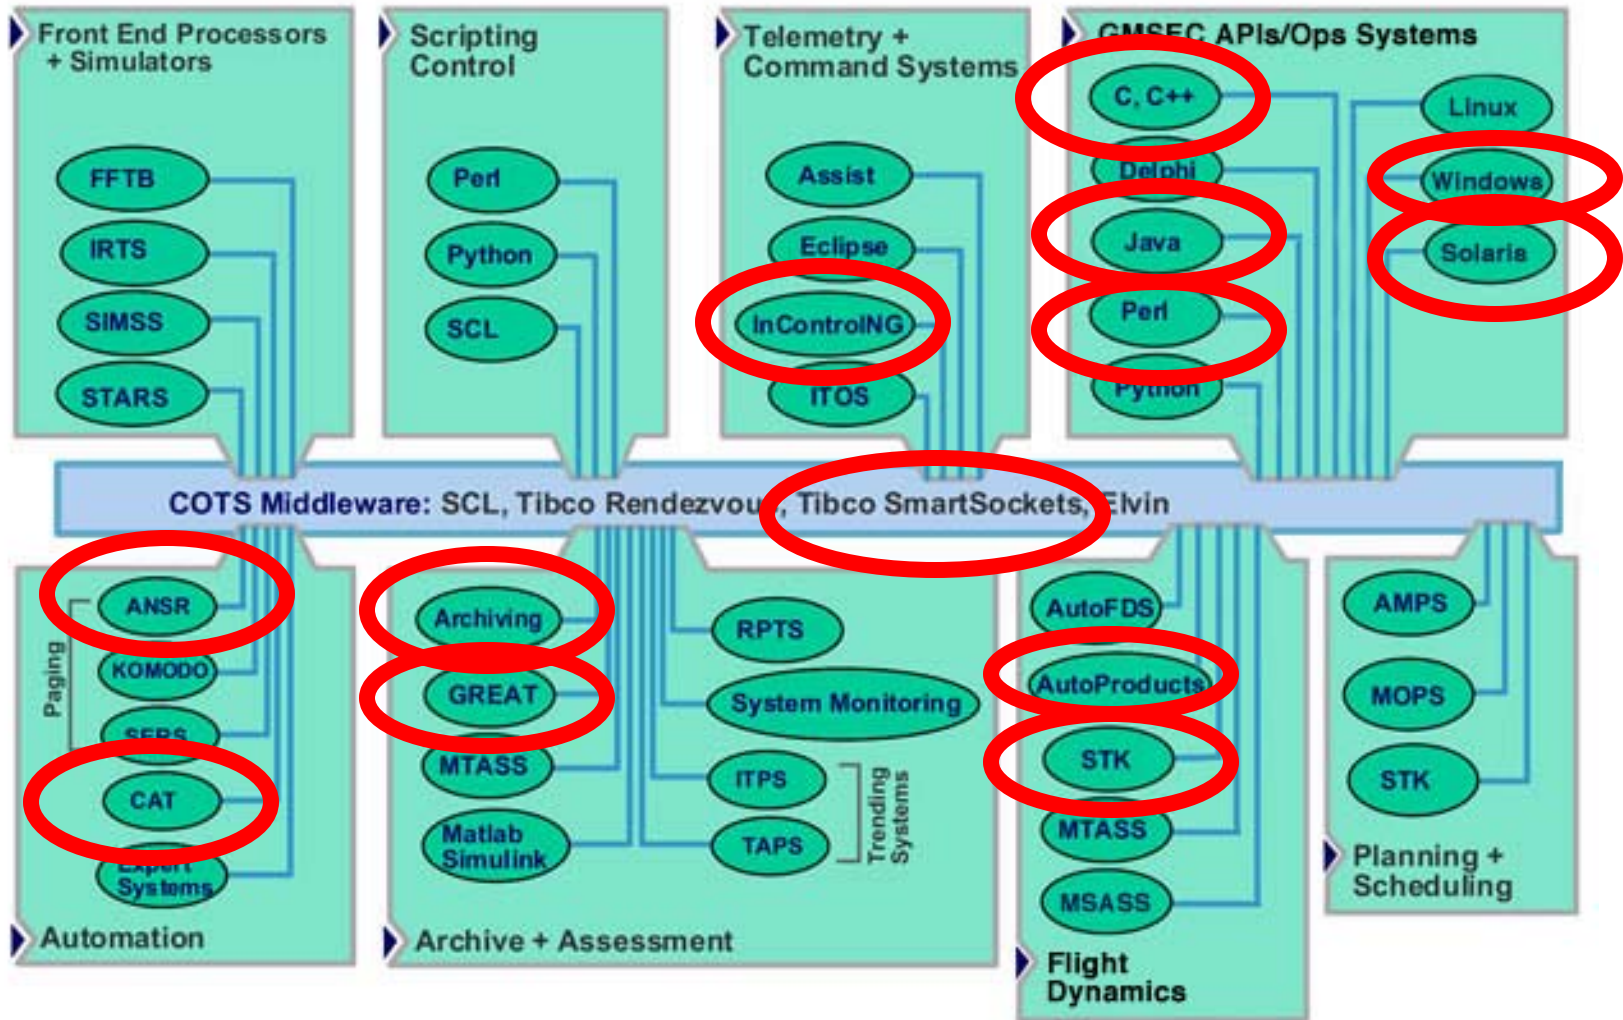 Front End Processors
+ Simulators
FFTB
IRTS
SIMSS
STARS
Scripting
Control
Perl
Python
SCL
Telemetry +
Command Systems
Assist
Eclipse
InControlNG
ITOS
GMSEC APIs/Ops Systems
C, C++
Delphi
Java
Perl
Python
Linux
Windows
Solaris
COTS Middleware: SCL, Tibco Rendezvous, Tibco SmartSockets, Elvin
Paging
ANSR
KOMODO
SERS
CAT
Expert
Systems
Automation
Archiving
GREAT
MTASS
Matlab
Simulink
RPTS
System Monitoring
ITPS
TAPS
Trending
Systems
Archive + Assessment
AutoFDS
AutoProducts
STK
MTASS
MSASS
Flight
Dynamics
AMPS
MOPS
STK
Planning +
Scheduling